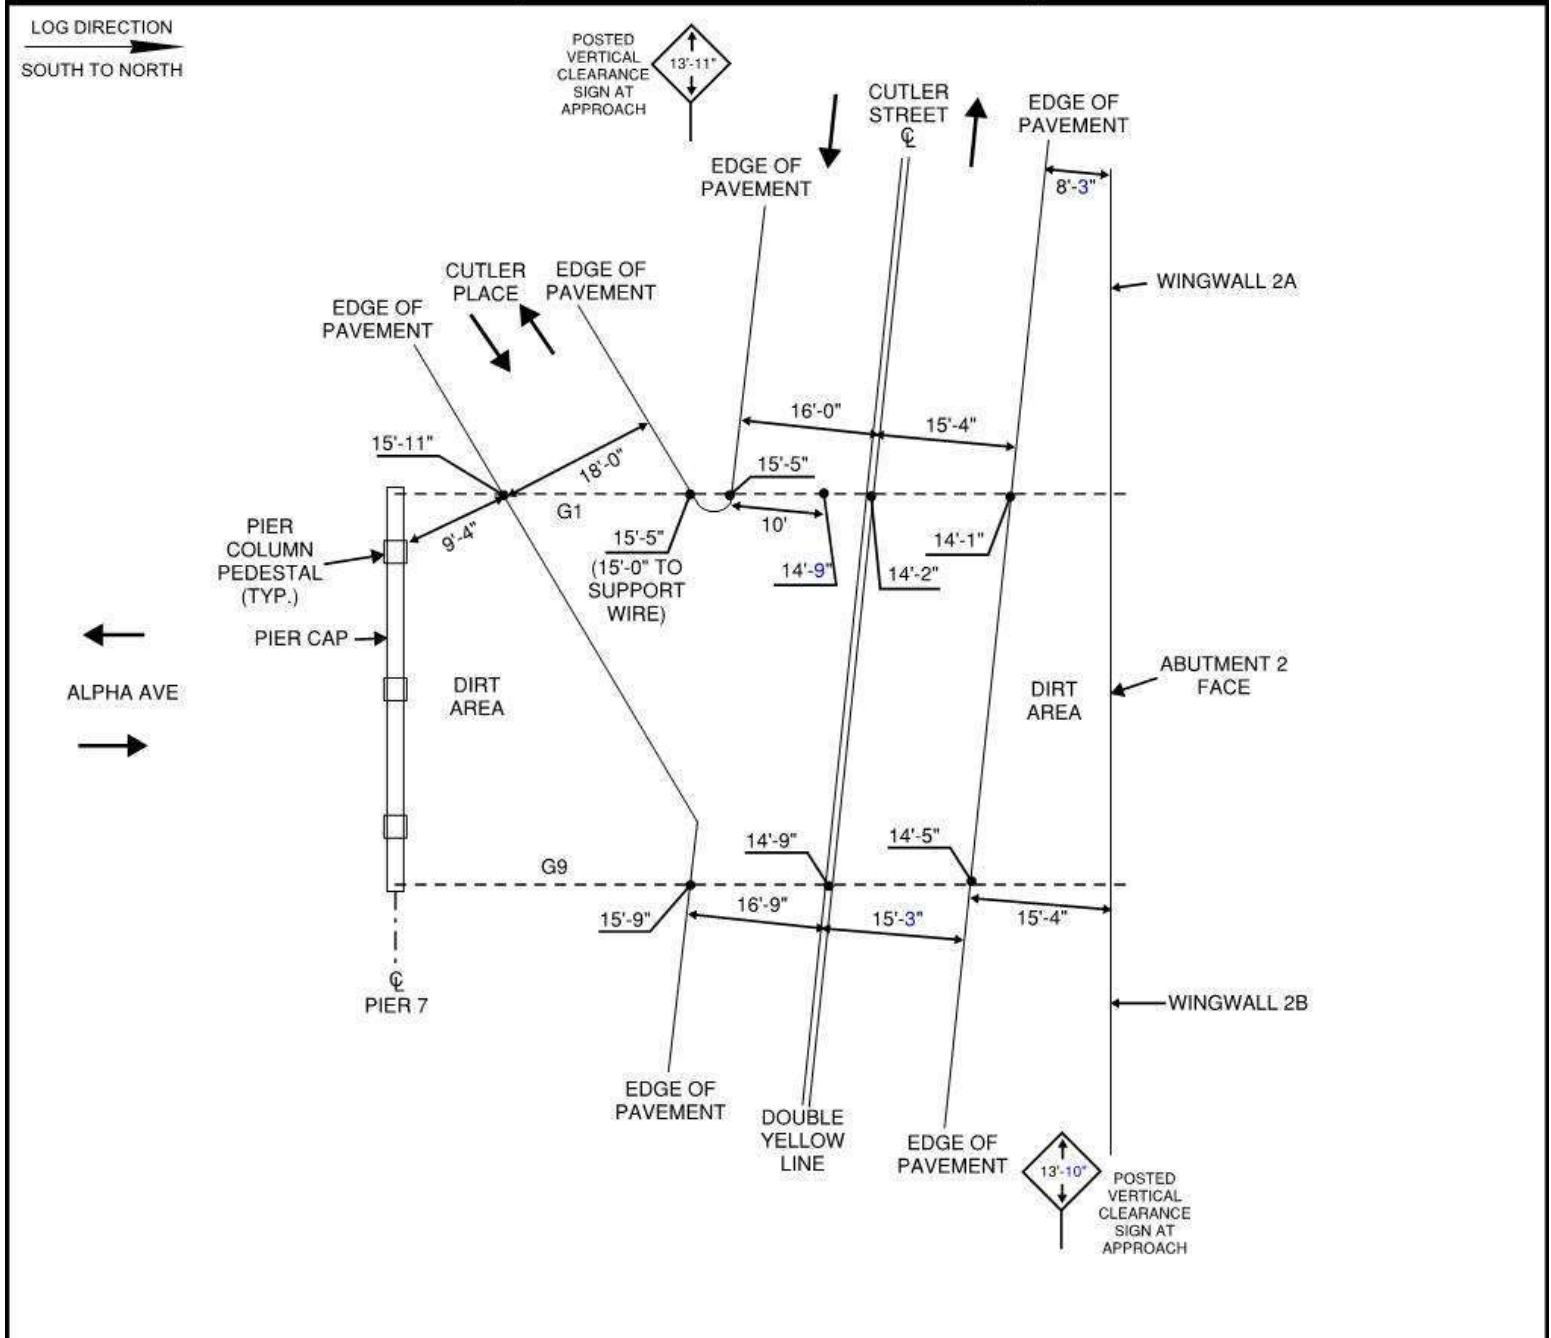 LOG DIRECTION
SOUTH TO NORTH
POSTED
VERTICAL
CLEARANCE
SIGN AT
APPROACH
13'-11"
CUTLER
STREET
℄
EDGE OF
PAVEMENT
8'-3"
EDGE OF
PAVEMENT
WINGWALL 2A
CUTLER
PLACE
EDGE OF
PAVEMENT
EDGE OF
PAVEMENT
16'-0"
15'-4"
15'-11"
18'-0"
15'-5"
G1
10'
9'-4"
15'-5"
(15'-0" TO
SUPPORT
WIRE)
14'-9"
14'-2"
14'-1"
PIER
COLUMN
PEDESTAL
(TYP.)
PIER CAP
ALPHA AVE
DIRT
AREA
DIRT
AREA
ABUTMENT 2
FACE
14'-9"
14'-5"
G9
15'-9"
16'-9"
15'-3"
15'-4"
℄
PIER 7
WINGWALL 2B
EDGE OF
PAVEMENT
DOUBLE
YELLOW
LINE
EDGE OF
PAVEMENT
13'-10"
POSTED
VERTICAL
CLEARANCE
SIGN AT
APPROACH